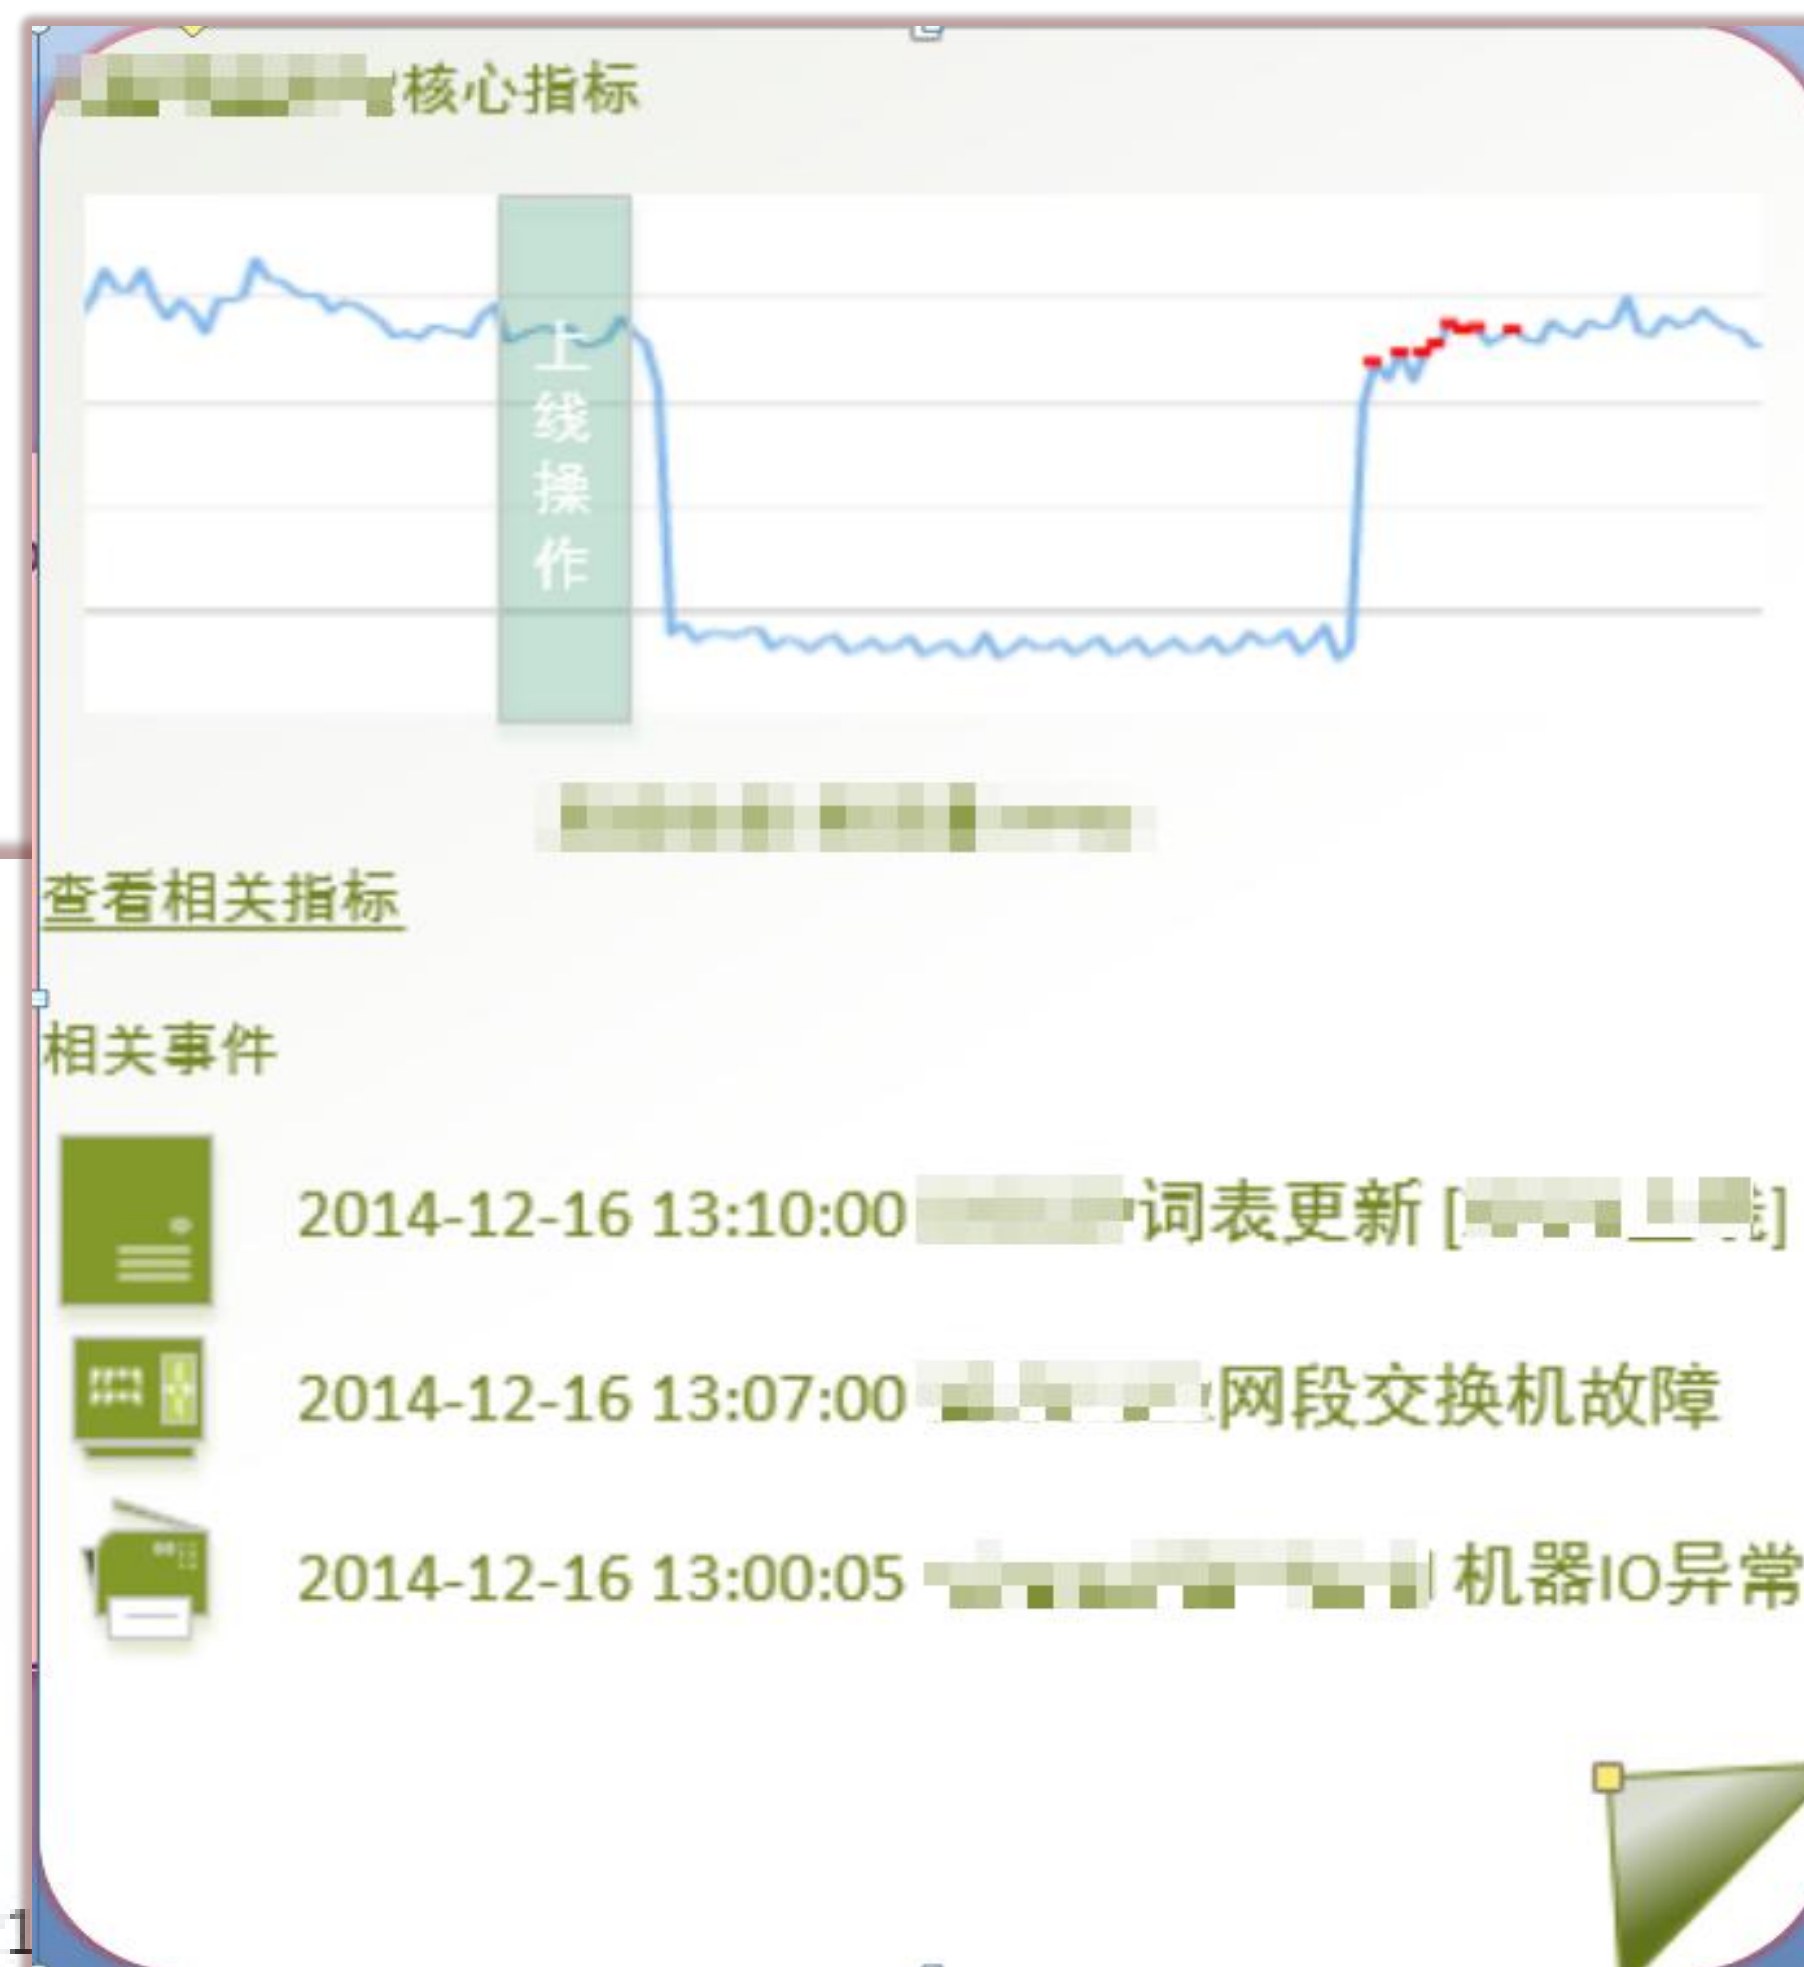 核心指标
上
线
操
作
查看相关指标
相关事件
2014-12-16 13:10:00 词表更新 [ ]
2014-12-16 13:07:00 网段交换机故障
2014-12-16 13:00:05 机器IO异常
1